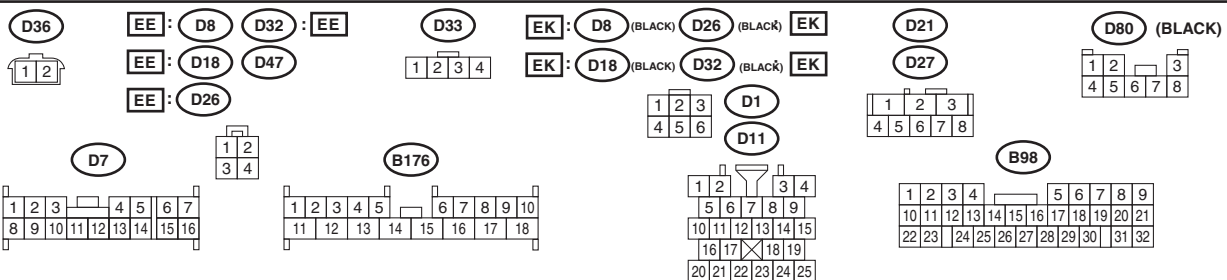 D36 EE : D8 D32 : EE D33 EK : D8 (BLACK) D26 (BLACK) : EK D21 D80 (BLACK)
EE : D18 D47 EK : D18 (BLACK) D32 (BLACK) : EK D27
EE : D26
1 2
1 2 3 4
1 2 3
4 5 6 7 8
D1
D11
1 2 3
4 5 6
1 2 3
4 5 6 7 8
1 2
3 4
D7
B176
B98
1 2 3 4 5 6 7
8 9 10 11 12 13 14 15 16
1 2 3 4 5 6 7 8 9 10
11 12 13 14 15 16 17 18
1 2 3 4
5 6 7 8 9
10 11 12 13 14 15
16 17 18 19
20 21 22 23 24 25
1 2 3 4 5 6 7 8 9
10 11 12 13 14 15 16 17 18 19 20 21
22 23 24 25 26 27 28 29 30 31 32